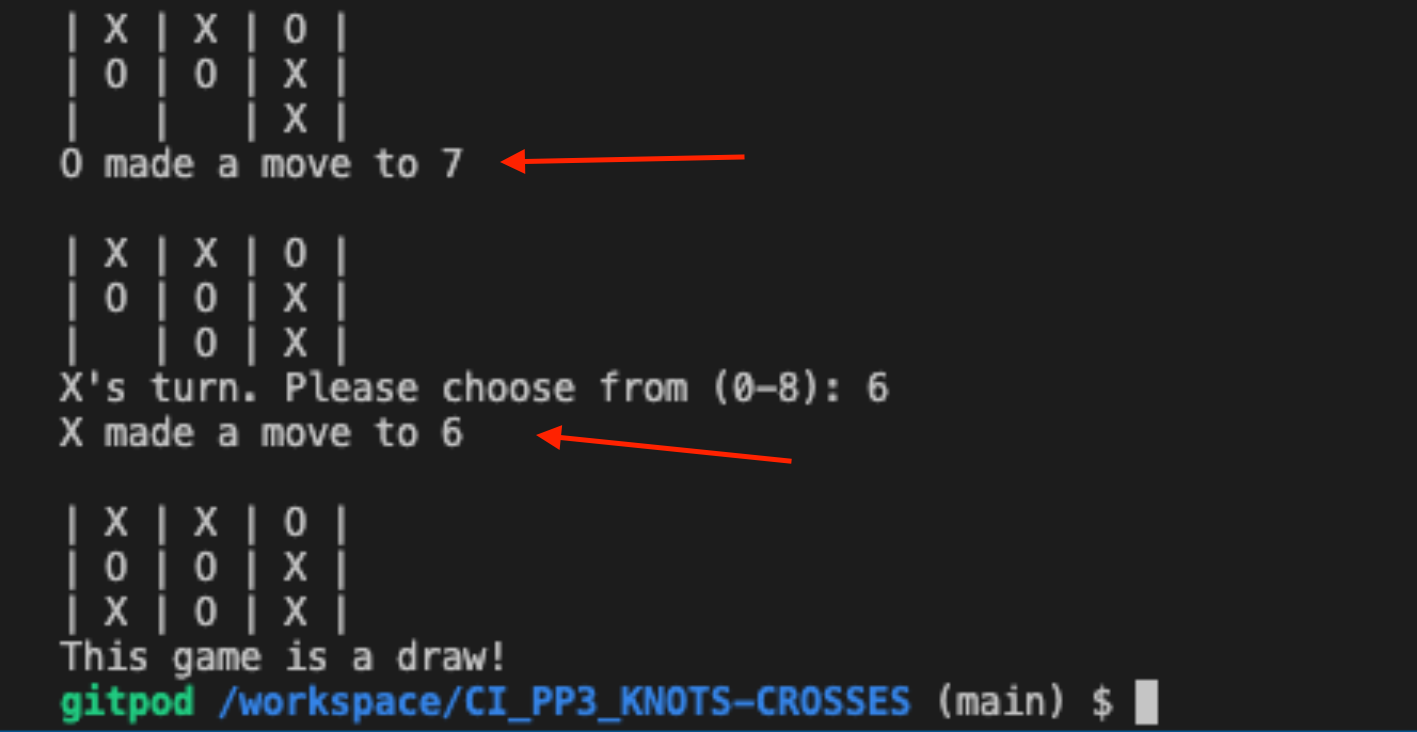 | X | X | O |
| O | O | X |
|   |   | X |
O made a move to 7
| X | X | O |
| O | O | X |
|   | O | X |
X's turn. Please choose from (0-8): 6
X made a move to 6
| X | X | O |
| O | O | X |
| X | O | X |
This game is a draw!
gitpod /workspace/CI_PP3_KNOTS-CROSSES (main) $